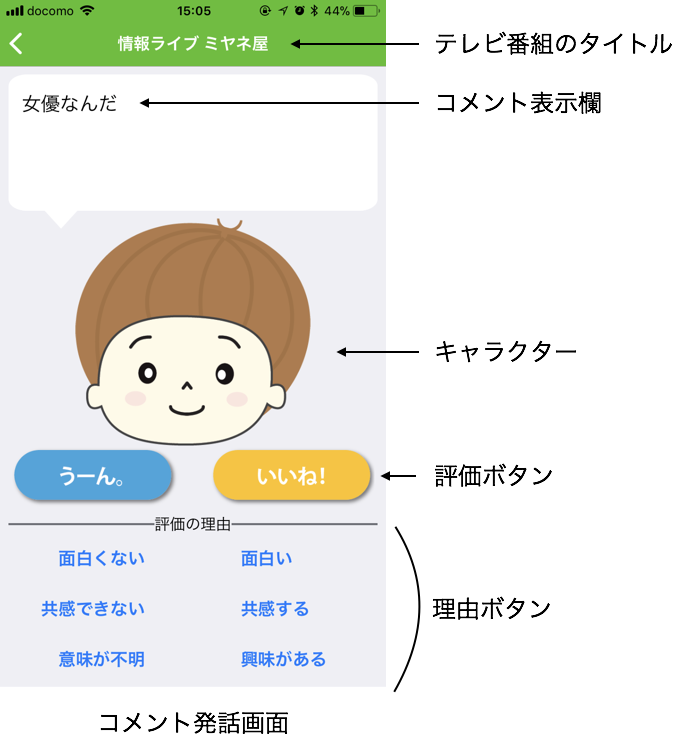 docomo 15:05 44%
情報ライブ ミヤネ屋
テレビ番組のタイトル
女優なんだ
コメント表示欄
キャラクター
うーん。
いいね!
評価ボタン
評価の理由
面白くない
面白い
共感できない
共感する
理由ボタン
意味が不明
興味がある
コメント発話画面